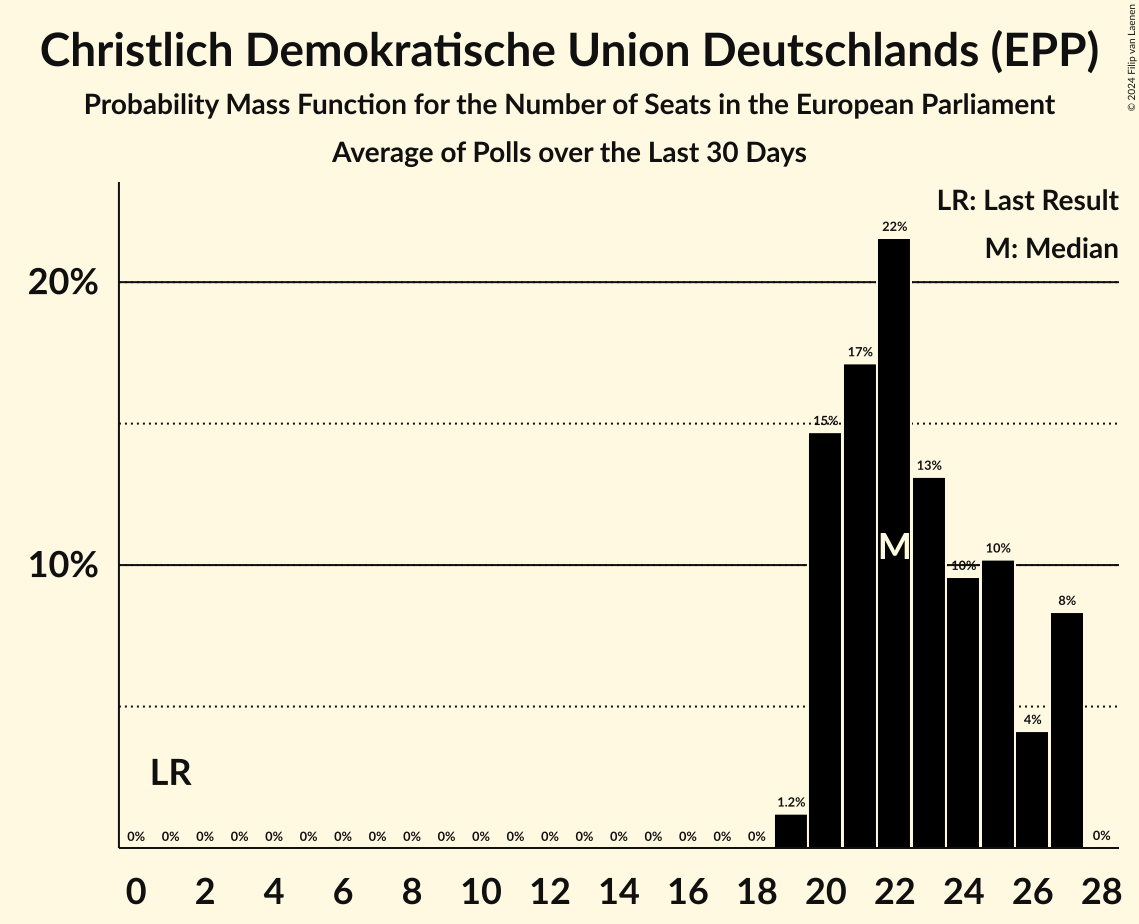 Christlich Demokratische Union Deutschlands (EPP)
Probability Mass Function for the Number of Seats in the European Parliament
Average of Polls over the Last 30 Days
© 2024 Filip van Laenen
LR: Last Result
M: Median
22%
20%
17%
15%
13%
M
10%
10%
10%
8%
4%
LR
1.2%
0% 0% 0% 0% 0% 0% 0% 0% 0% 0% 0% 0% 0% 0% 0% 0% 0% 0% 0% 0%
0 2 4 6 8 10 12 14 16 18 20 22 24 26 28